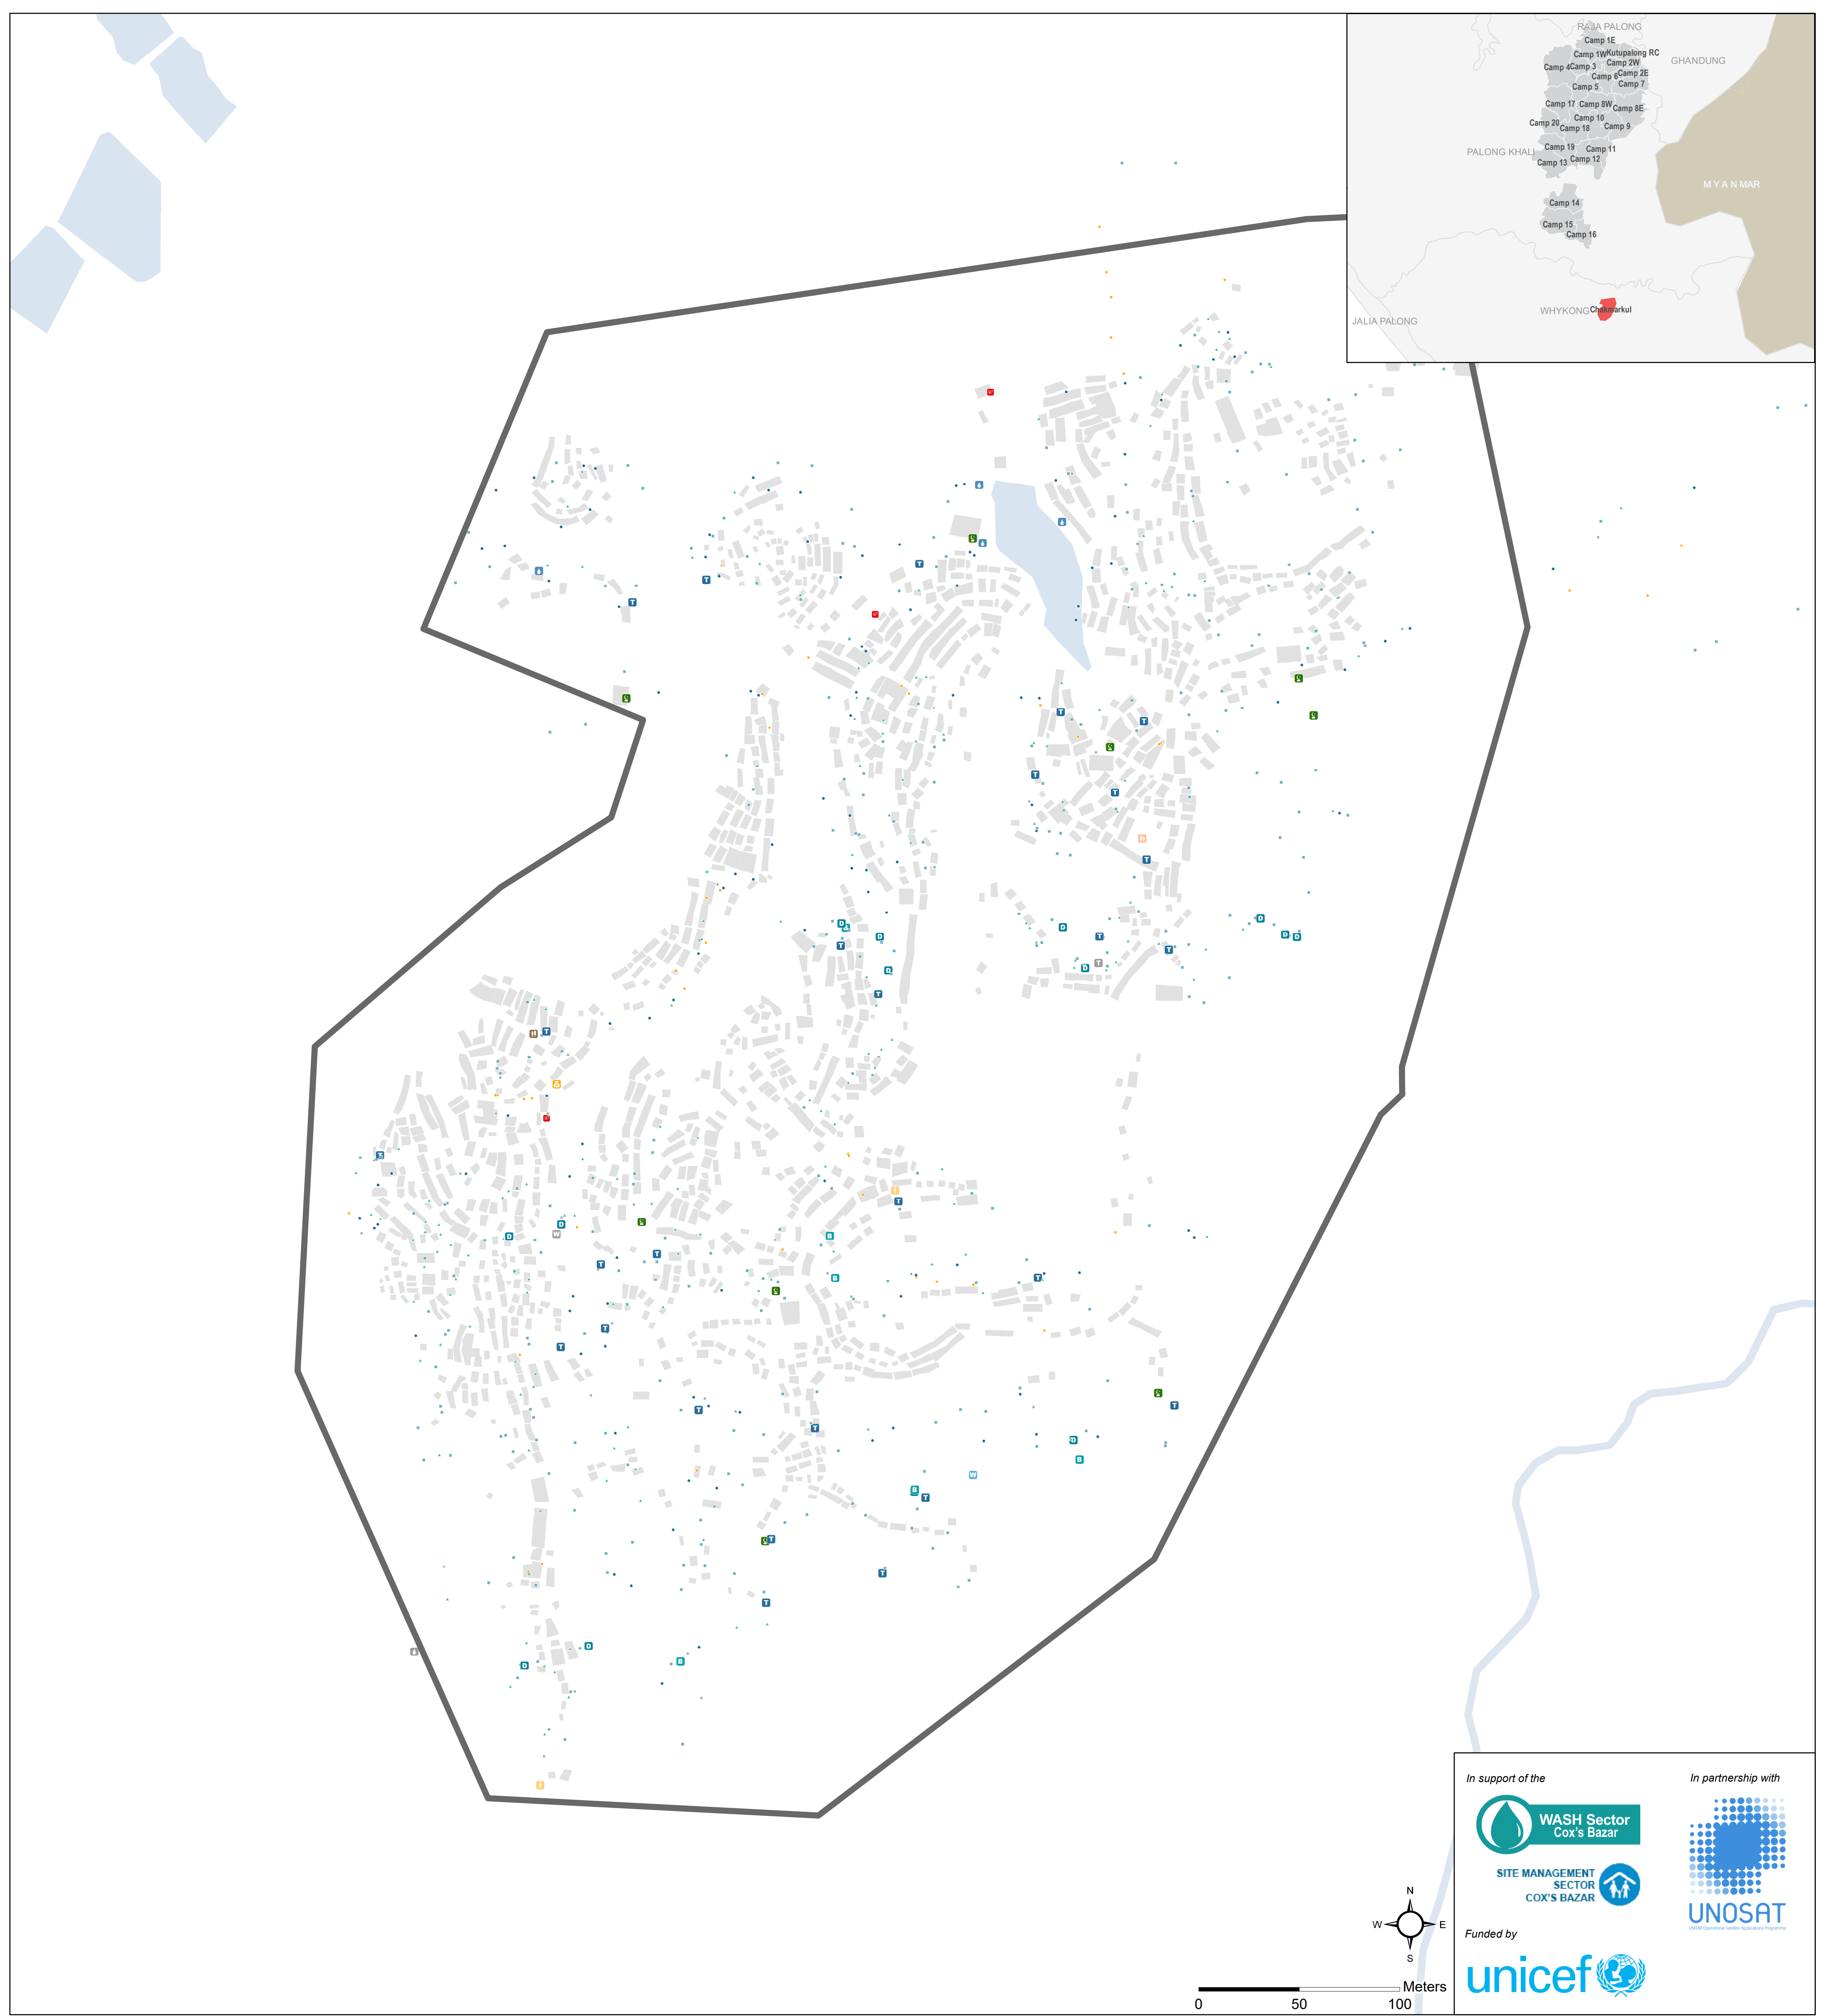 RAJA PALONG
Camp 1E
Camp 1W
Kutupalong RC
Camp 2W
GHANDUNG
Camp 4
Camp 3
Camp 2E
Camp 6
Camp 7
Camp 5
Camp 17
Camp 8W
Camp 8E
Camp 10
Camp 20
Camp 18
Camp 9
Camp 19
Camp 11
PALONG KHALI
Camp 13
Camp 12
MYANMAR
Camp 14
Camp 15
Camp 16
WHYKONG
Chakmarkul
JALIA PALONG
In support of the
In partnership with
WASH Sector
Cox's Bazar
SITE MANAGEMENT
SECTOR
COX'S BAZAR
UNOSAT
Funded by
unicef
N
W
E
S
Meters
0
50
100